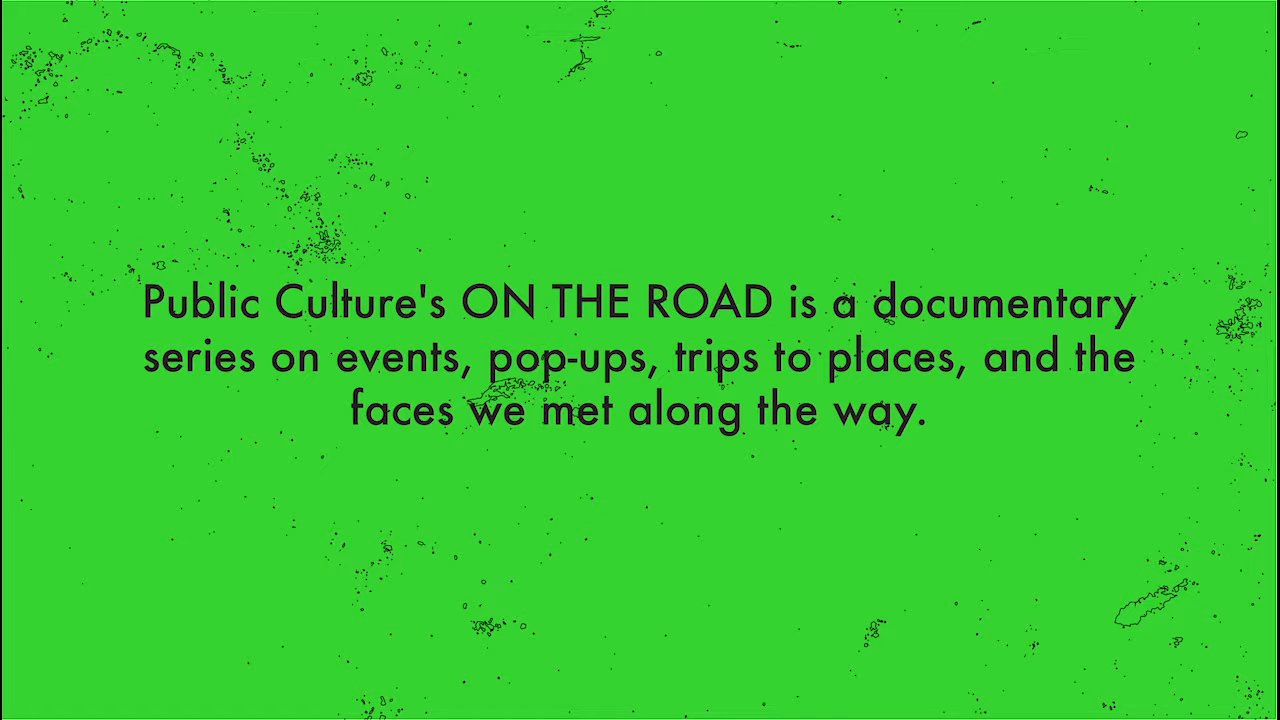 Public Culture's ON THE ROAD is a documentary
series on events, pop-ups, trips to places, and the
faces we met along the way.